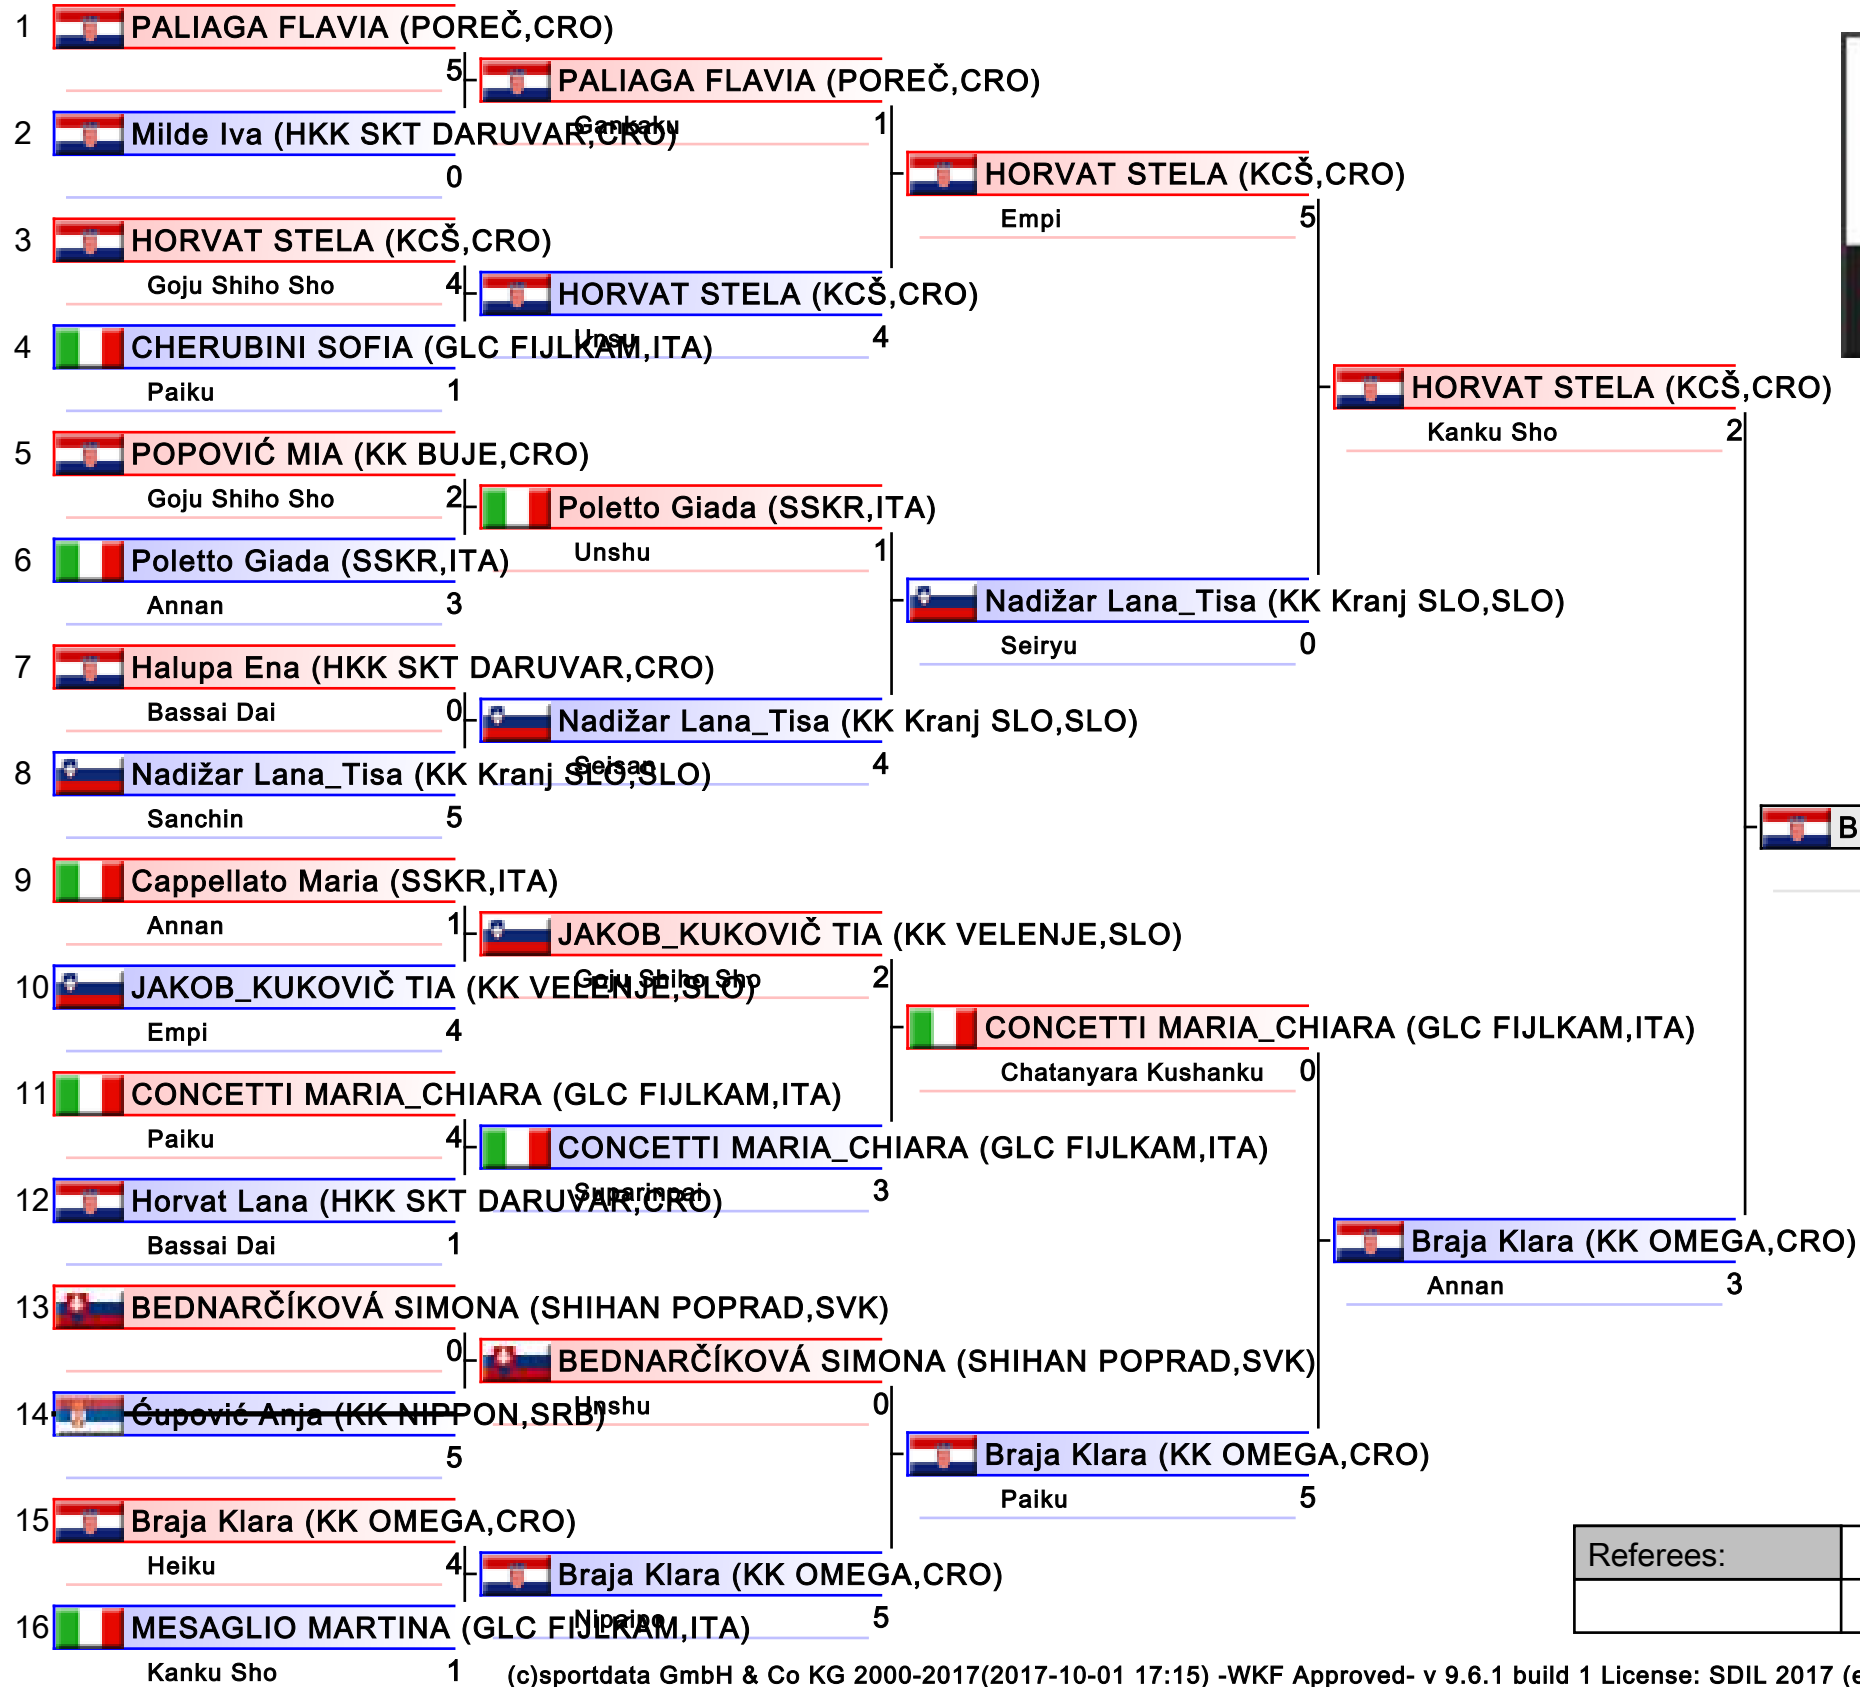 1 PALIAGA FLAVIA (POREČ,CRO)
5
2 Milde Iva (HKK SKT DARUVAR,CRO)
0
3 HORVAT STELA (KCŠ,CRO)
Goju Shiho Sho 4
4 CHERUBINI SOFIA (GLC FIJLKAM,ITA)
Paiku 1
5 POPOVIĆ MIA (KK BUJE,CRO)
Goju Shiho Sho 2
6 Poletto Giada (SSKR,ITA)
Annan 3
7 Halupa Ena (HKK SKT DARUVAR,CRO)
Bassai Dai 0
8 Nadižar Lana_Tisa (KK Kranj SLO,SLO)
Sanchin 5
9 Cappellato Maria (SSKR,ITA)
Annan 1
10 JAKOB_KUKOVIČ TIA (KK VELENJE,SLO)
Empi 4
11 CONCETTI MARIA_CHIARA (GLC FIJLKAM,ITA)
Paiku 4
12 Horvat Lana (HKK SKT DARUVAR,CRO)
Bassai Dai 1
13 BEDNARČÍKOVÁ SIMONA (SHIHAN POPRAD,SVK)
0
14 Ćupović Anja (KK NIPPON,SRB)
5
15 Braja Klara (KK OMEGA,CRO)
Heiku 4
16 MESAGLIO MARTINA (GLC FIJLKAM,ITA)
Kanku Sho 1
PALIAGA FLAVIA (POREČ,CRO)
Gankaku 1
HORVAT STELA (KCŠ,CRO)
Unsu 4
Poletto Giada (SSKR,ITA)
Unshu 1
Nadižar Lana_Tisa (KK Kranj SLO,SLO)
Seisan 4
JAKOB_KUKOVIČ TIA (KK VELENJE,SLO)
Goju Shiho Sho 2
CONCETTI MARIA_CHIARA (GLC FIJLKAM,ITA)
Suparinpai 3
BEDNARČÍKOVÁ SIMONA (SHIHAN POPRAD,SVK)
Unshu 0
Braja Klara (KK OMEGA,CRO)
Nipaipo 5
HORVAT STELA (KCŠ,CRO)
Empi 5
Nadižar Lana_Tisa (KK Kranj SLO,SLO)
Seiryu 0
CONCETTI MARIA_CHIARA (GLC FIJLKAM,ITA)
Chatanyara Kushanku 0
Braja Klara (KK OMEGA,CRO)
Paiku 5
HORVAT STELA (KCŠ,CRO)
Kanku Sho 2
Braja Klara (KK OMEGA,CRO)
Annan 3
B
Referees:
(c)sportdata GmbH & Co KG 2000-2017(2017-10-01 17:15) -WKF Approved- v 9.6.1 build 1 License: SDIL 2017 (e